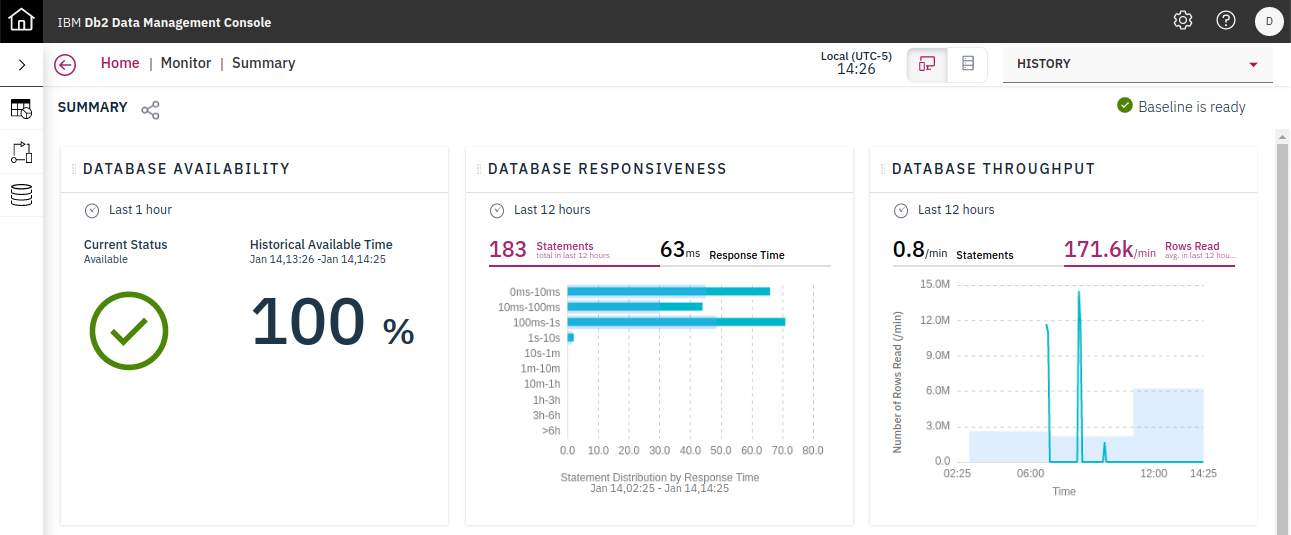 IBM Db2 Data Management Console
D
Home | Monitor | Summary
Local (UTC-5)
14:26
HISTORY
SUMMARY
Baseline is ready
DATABASE AVAILABILITY
Last 1 hour
Current Status
Available
Historical Available Time
Jan 14,13:26 -Jan 14,14:25
100 %
DATABASE RESPONSIVENESS
Last 12 hours
183 Statements
total in last 12 hours
63ms Response Time
0ms-10ms
10ms-100ms
100ms-1s
1s-10s
10s-1m
1m-10m
10m-1h
1h-3h
3h-6h
>6h
0.0 10.0 20.0 30.0 40.0 50.0 60.0 70.0 80.0
Statement Distribution by Response Time
Jan 14,02:25 - Jan 14,14:25
DATABASE THROUGHPUT
Last 12 hours
0.8/min Statements
171.6k/min Rows Read
avg. in last 12 hou...
Number of Rows Read (/min)
15.0M
12.0M
9.0M
6.0M
3.0M
0.0
02:25 06:00 12:00 14:25
Time